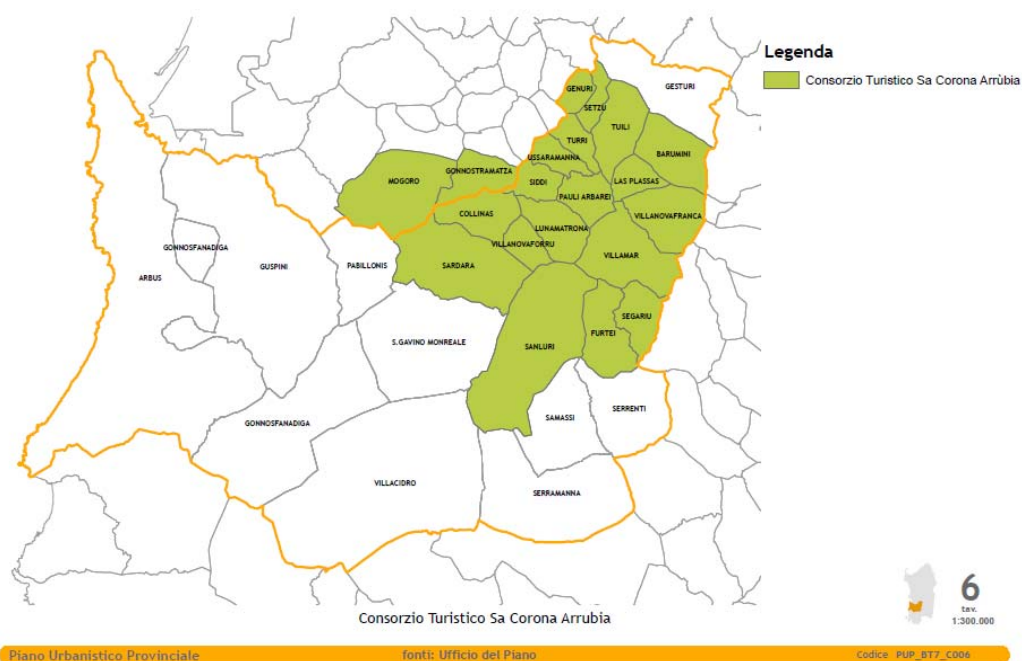 Legenda
Consorzio Turistico Sa Corona Arrùbia
GESTURI
GENURI
SETZU
TUILI
TURRI
BARUMINI
USSARAMANNA
GONNOSTRAMATZA
MOGORO
SIDDI
LAS PLASSAS
PAULI ARBAREI
COLLINAS
VILLANOVAFRANCA
LUNAMATRONA
VILLANOVAFORRU
GONNOSFANADIGA
VILLAMAR
SARDARA
PABILLONIS
GUSPINI
ARBUS
SEGARIU
FURTEI
S.GAVINO MONREALE
SANLURI
SERRENTI
SAMASSI
GONNOSFANADIGA
VILLACIDRO
SERRAMANNA
Consorzio Turistico Sa Corona Arrubia
6
tav.
1:300.000
Piano Urbanistico Provinciale
fonti: Ufficio del Piano
Codice PUP_BT7_C006